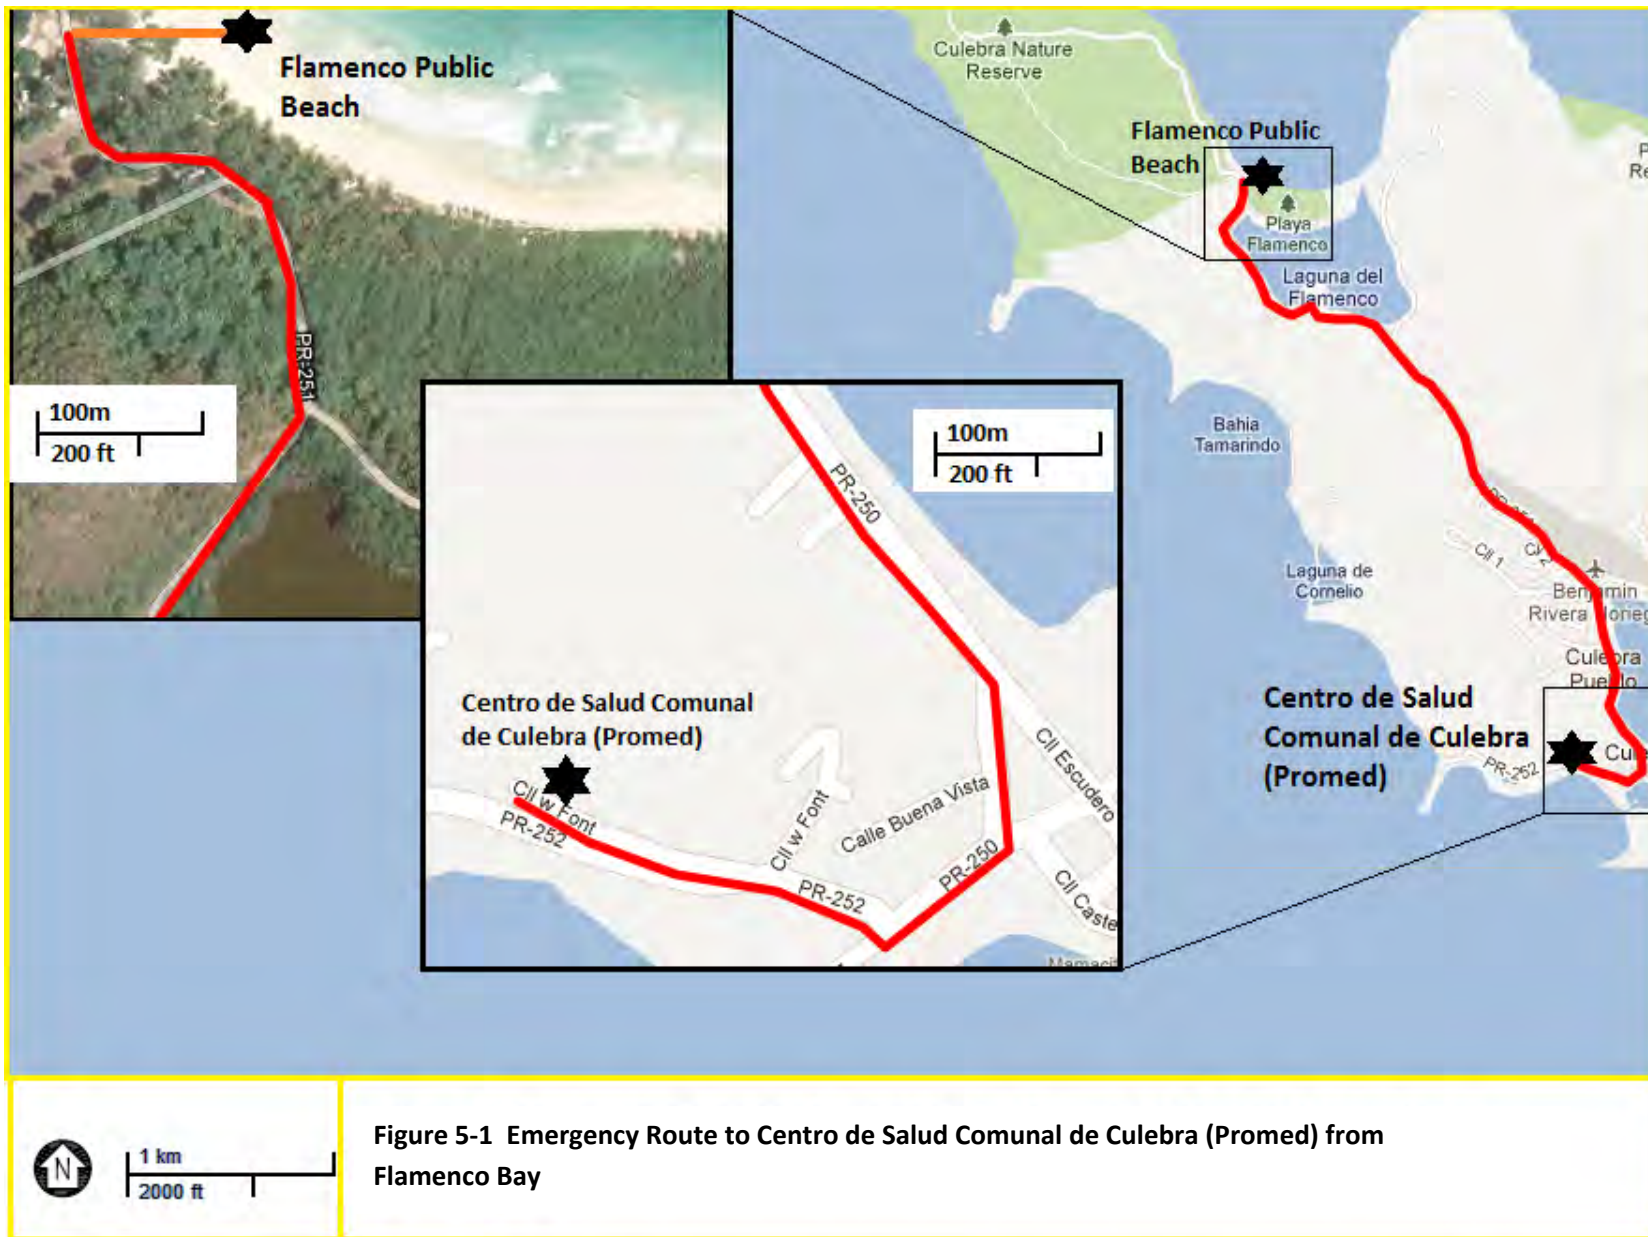 Flamenco Public
Beach
PR-251
100m
200 ft
Culebra Nature
Reserve
Flamenco Public
Beach
Playa
Flamenco
Laguna del
Flamenco
Bahia
Tamarindo
Cll 1
Laguna de
Cornelio
Culebra
Pueblo
Centro de Salud
Comunal de Culebra
(Promed)
PR-252
100m
200 ft
PR-250
Centro de Salud Comunal
de Culebra (Promed)
Cll w Font
PR-252
Cll w Font
Calle Buena Vista
Cll Escudero
PR-250
PR-252
Cll Caste
N
1 km
2000 ft
Figure 5-1 Emergency Route to Centro de Salud Comunal de Culebra (Promed) from
Flamenco Bay